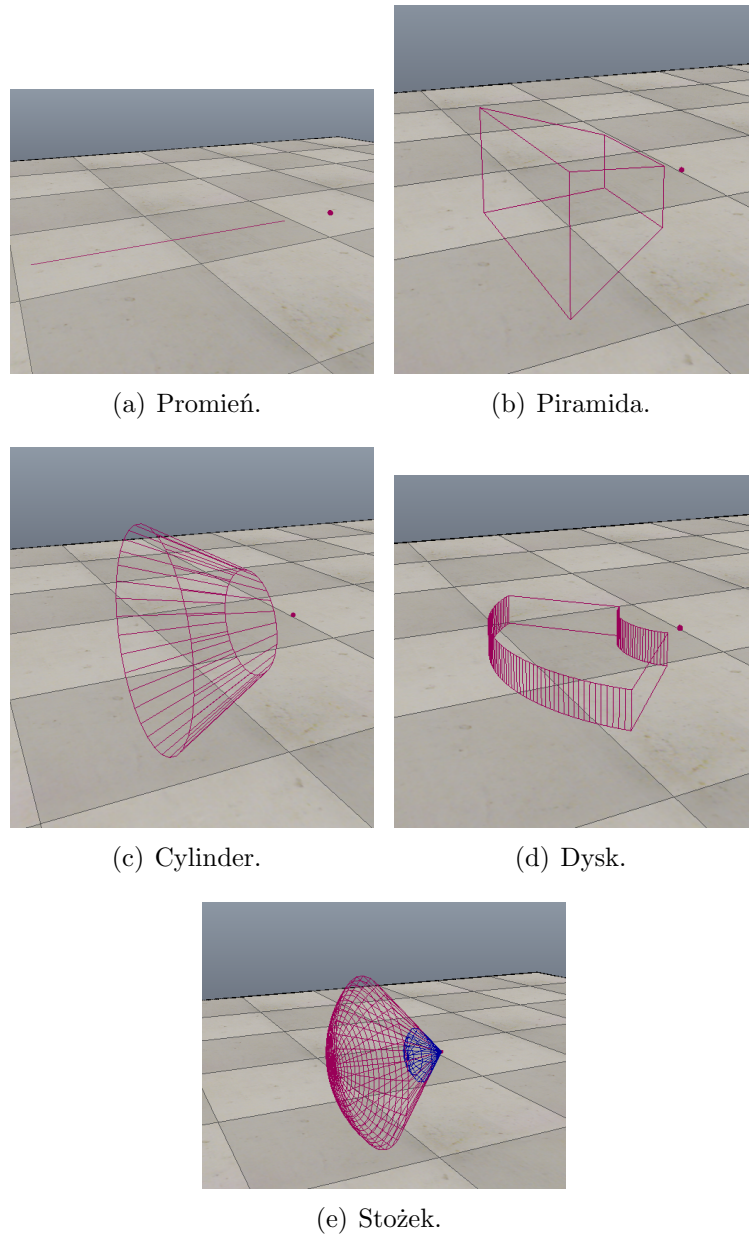 (a) Promień.
(b) Piramida.
(c) Cylinder.
(d) Dysk.
(e) Stożek.